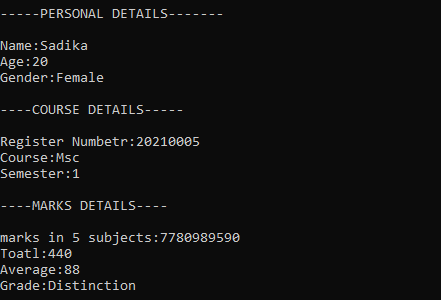 -----PERSONAL DETAILS-------
Name:Sadika
Age:20
Gender:Female
----COURSE DETAILS-----
Register Numbetr:20210005
Course:Msc
Semester:1
----MARKS DETAILS----
marks in 5 subjects:7780989590
Toatl:440
Average:88
Grade:Distinction